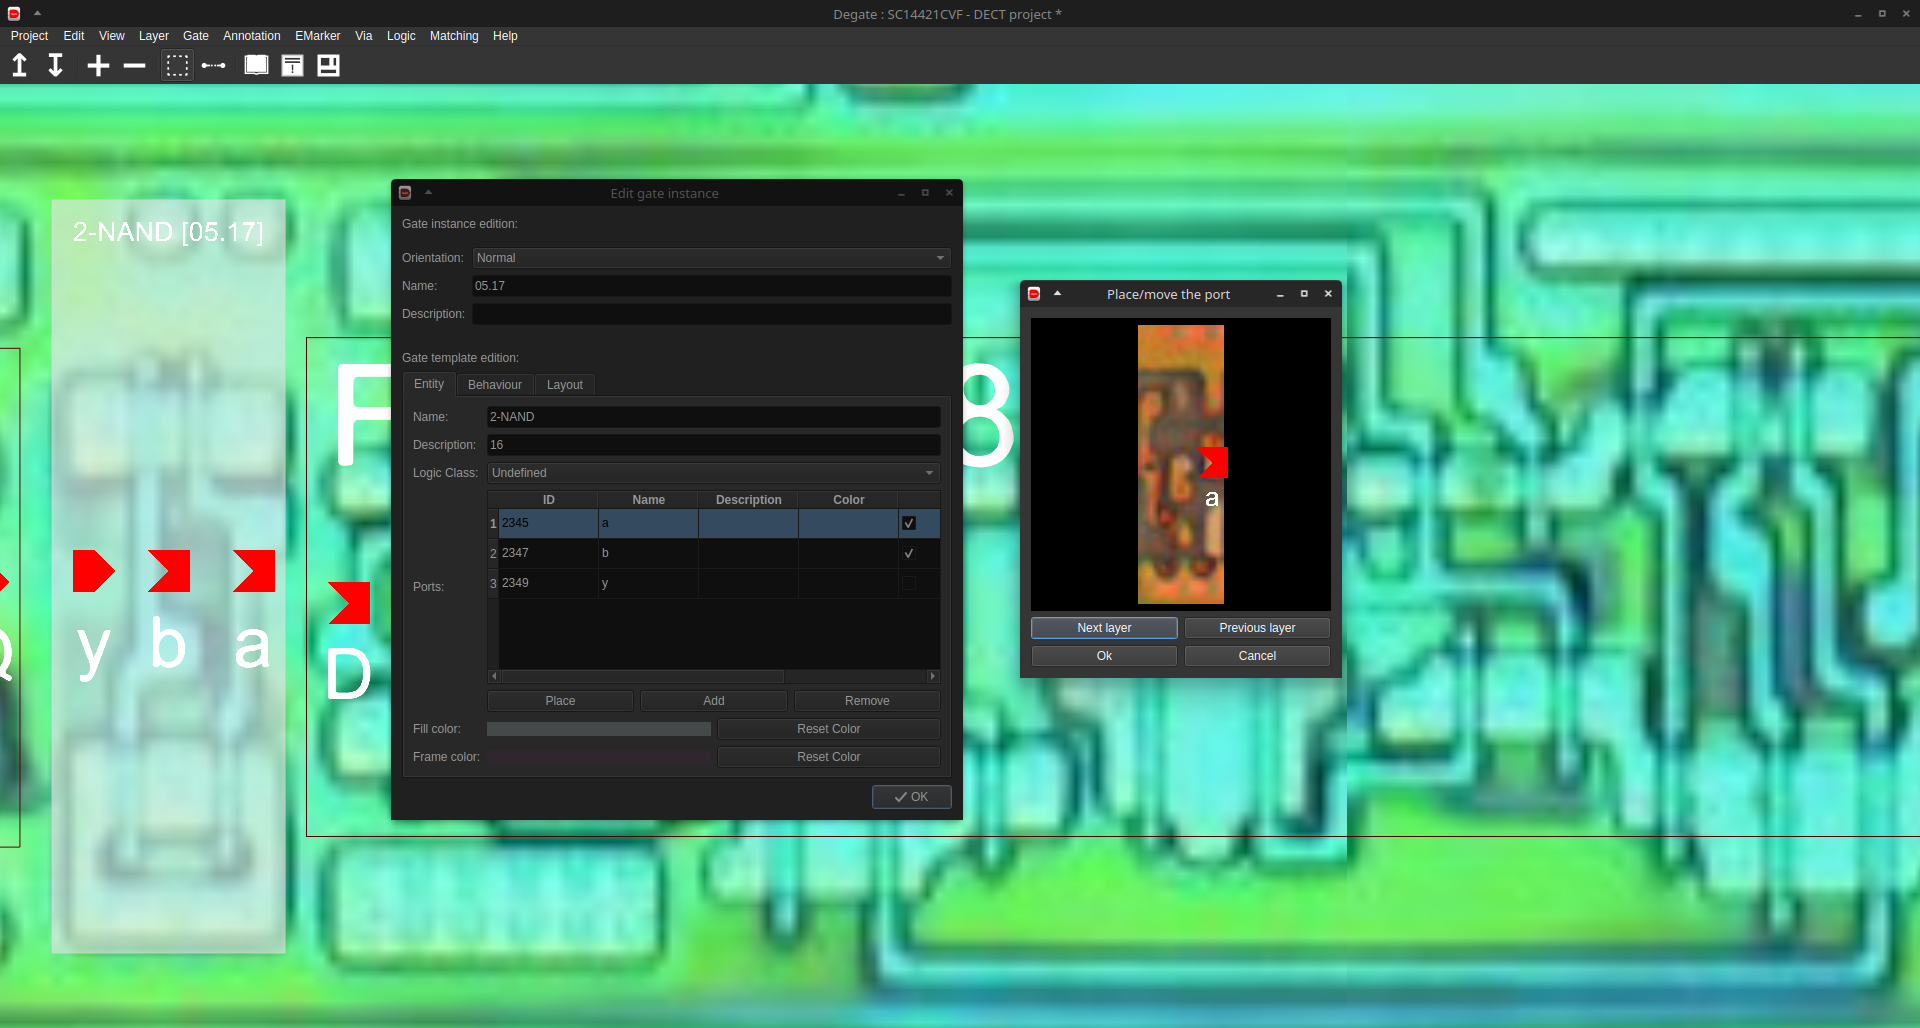 Degate : SC14421CVF - DECT project *
Project Edit View Layer Gate Annotation EMarker Via Logic Matching Help
2-NAND [05.17]
y b a
D
8
Edit gate instance
Gate instance edition:
Orientation: Normal
Name: 05.17
Description:
Gate template edition:
Entity Behaviour Layout
Name: 2-NAND
Description: 16
Logic Class: Undefined
ID Name Description Color
1 2345 a
2 2347 b
3 2349 y
Ports:
Place Add Remove
Fill color: Reset Color
Frame color: Reset Color
OK
Place/move the port
a
Next layer Previous layer
Ok Cancel